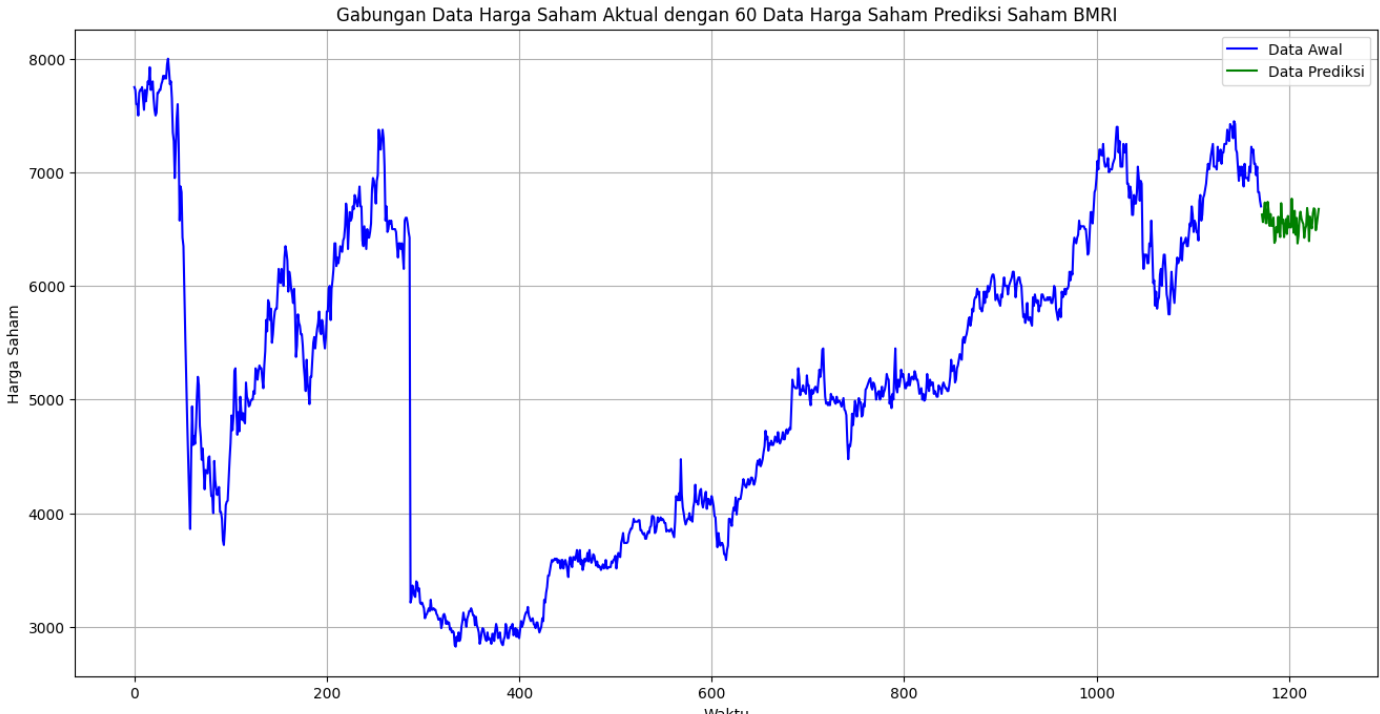 Gabungan Data Harga Saham Aktual dengan 60 Data Harga Saham Prediksi Saham BMRI
Data Awal
Data Prediksi
8000
7000
6000
5000
4000
3000
Harga Saham
0 200 400 600 800 1000 1200
Waktu